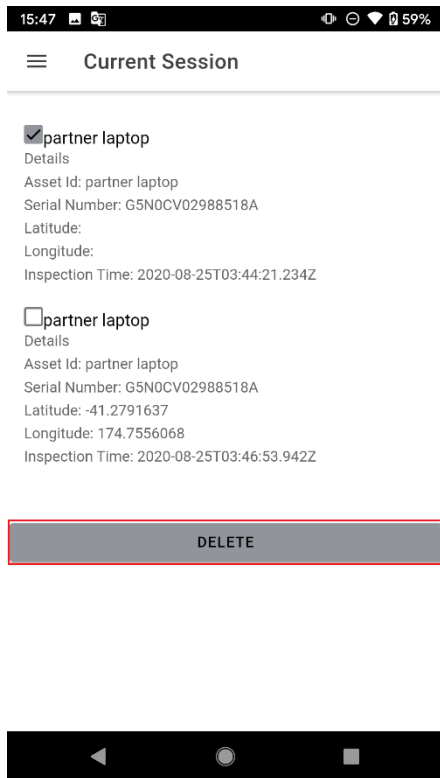 15:47 59%
Current Session
partner laptop
Details
Asset Id: partner laptop
Serial Number: G5N0CV02988518A
Latitude:
Longitude:
Inspection Time: 2020-08-25T03:44:21.234Z
partner laptop
Details
Asset Id: partner laptop
Serial Number: G5N0CV02988518A
Latitude: -41.2791637
Longitude: 174.7556068
Inspection Time: 2020-08-25T03:46:53.942Z
DELETE